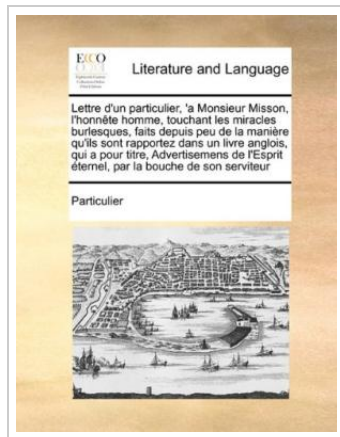 ECCO
Literature and Language
Lettre d'un particulier, 'a Monsieur Misson,
l'honnête homme, touchant les miracles
burlesques, faits depuis peu de la manière
qu'ils sont rapportez dans un livre anglois,
qui a pour titre, Advertisemens de l'Esprit
éternel, par la bouche de son serviteur
Particulier